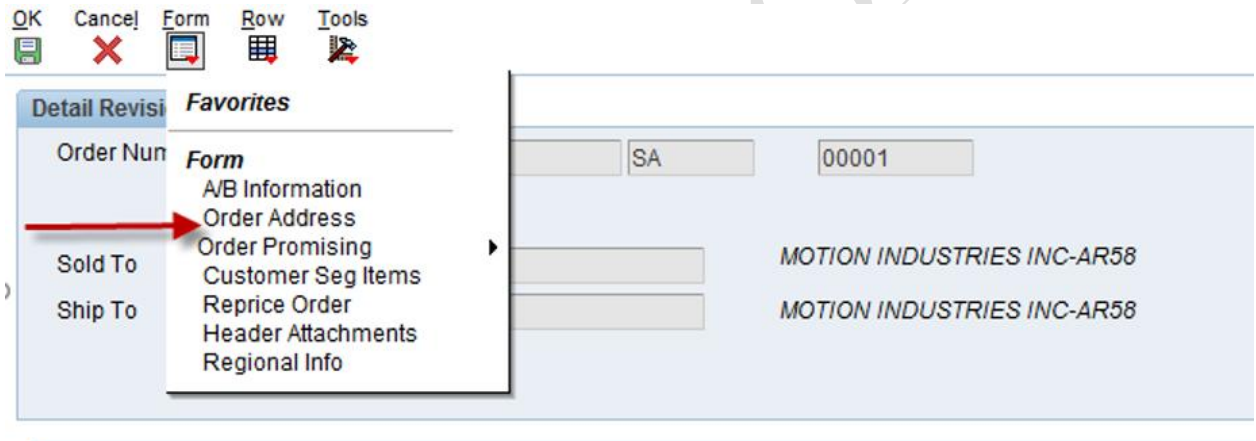 OK Cancel Form Row Tools
Favorites
Form
A/B Information
Order Address
Order Promising
Customer Seg Items
Reprice Order
Header Attachments
Regional Info
Detail Revisi
Order Num
SA 00001
Sold To MOTION INDUSTRIES INC-AR58
Ship To MOTION INDUSTRIES INC-AR58